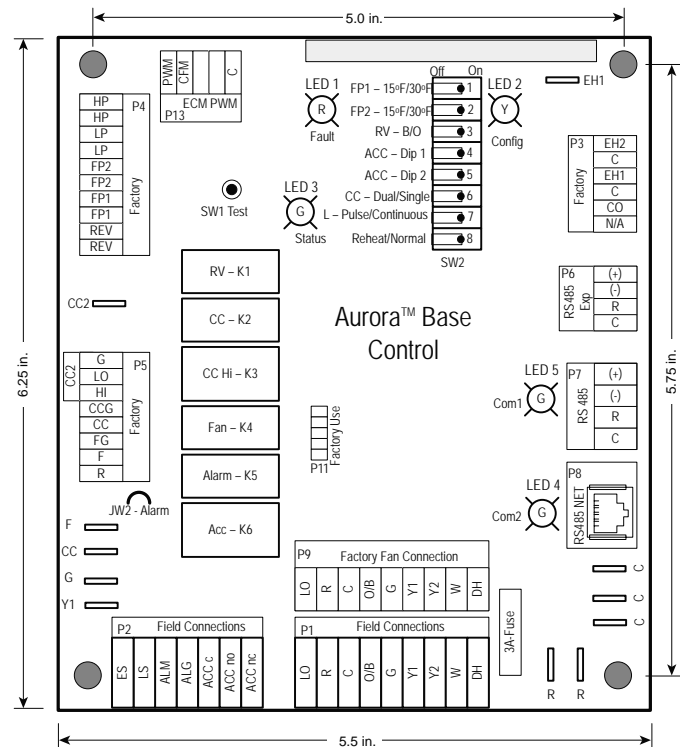 5.0 in.
6.25 in.
5.75 in.
5.5 in.
PWM
CFM
C
ECM PWM
P13
P4
HP
HP
LP
LP
FP2
FP2
FP1
FP1
REV
REV
Factory
SW1 Test
LED 1
R
Fault
LED 3
G
Status
Off On
FP1 – 15ºF/30ºF 1
FP2 – 15ºF/30ºF 2
RV – B/O 3
ACC – Dip 1 4
ACC – Dip 2 5
CC – Dual/Single 6
L – Pulse/Continuous 7
Reheat/Normal 8
SW2
LED 2
Y
Config
EH1
P3
Factory
EH2
C
EH1
C
CO
N/A
CC2
RV – K1
CC – K2
CC Hi – K3
Fan – K4
Alarm – K5
Acc – K6
Aurora™ Base
Control
P6
RS485
Exp
(+)
(-)
R
C
CC2
P5
G
LO
HI
CCG
CC
FG
F
R
Factory
JW2 - Alarm
P11
Factory Use
LED 5
Com1
G
P7
RS 485
(+)
(-)
R
C
LED 4
Com2
G
P8
RS485 NET
F
CC
G
Y1
P9
Factory Fan Connection
LO
R
C
O/B
G
Y1
Y2
W
DH
C
C
C
P2
Field Connections
ES
LS
ALM
ALG
ACC c
ACC no
ACC nc
P1
Field Connections
LO
R
C
O/B
G
Y1
Y2
W
DH
3A-Fuse
R
R